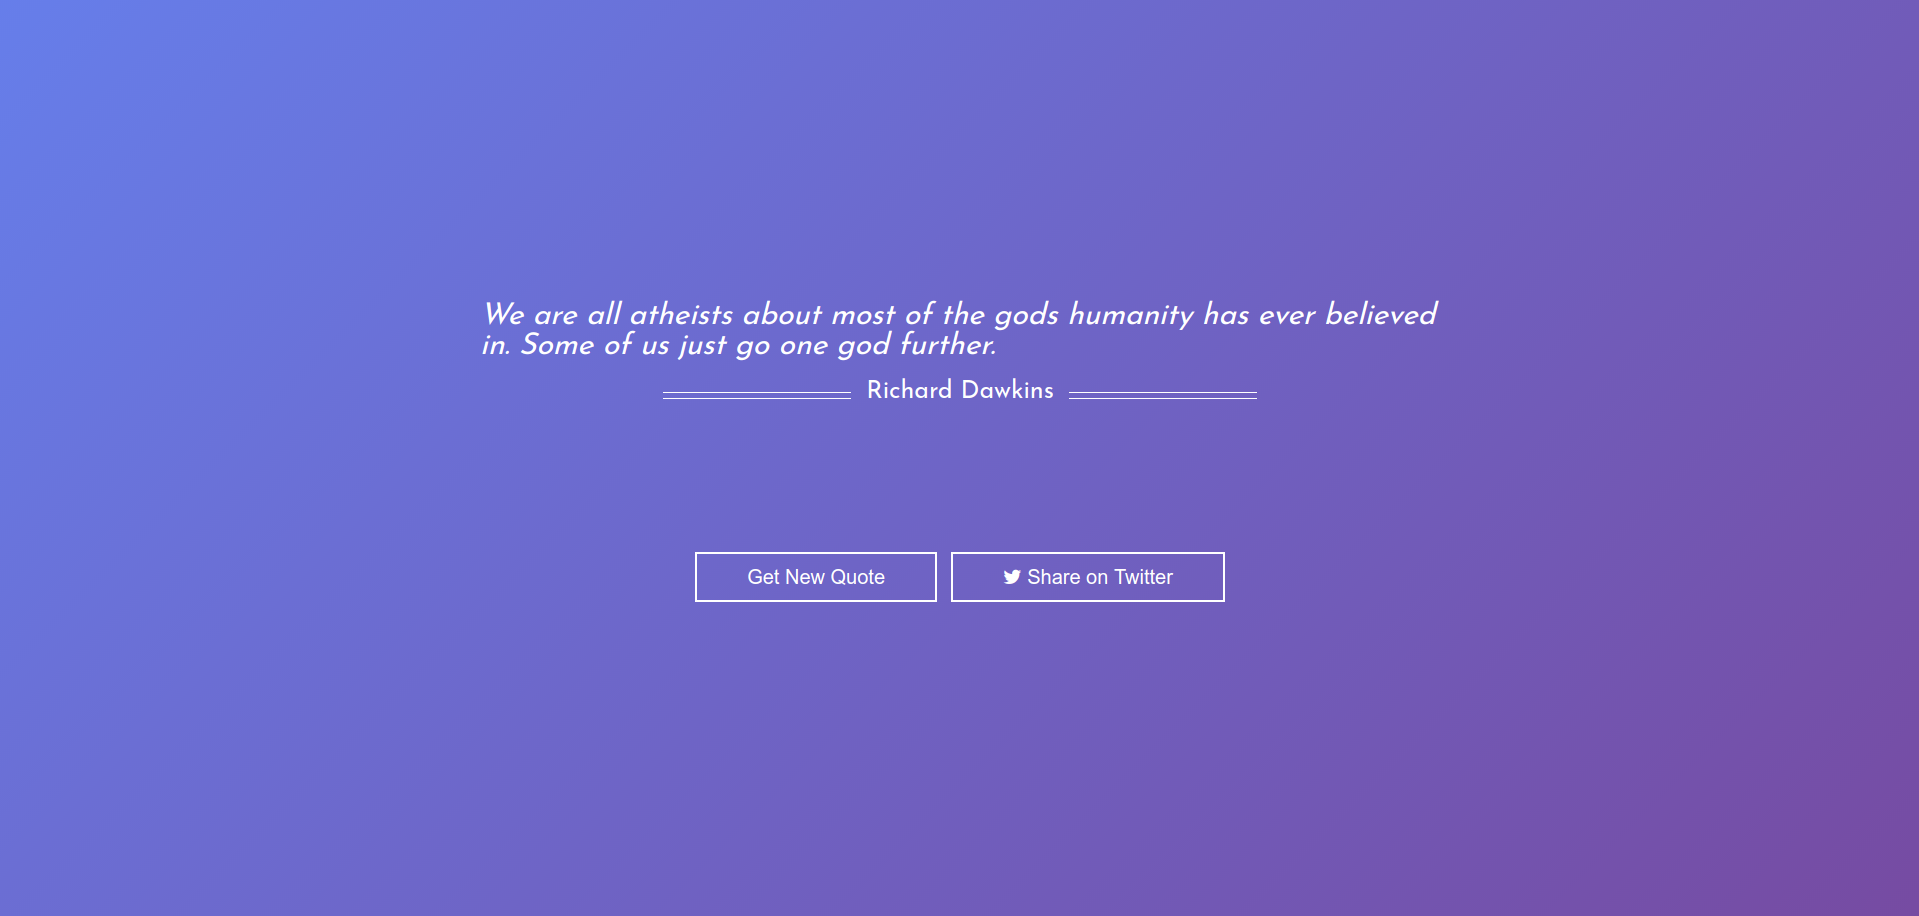 We are all atheists about most of the gods humanity has ever believed
in. Some of us just go one god further.
Richard Dawkins
Get New Quote
Share on Twitter